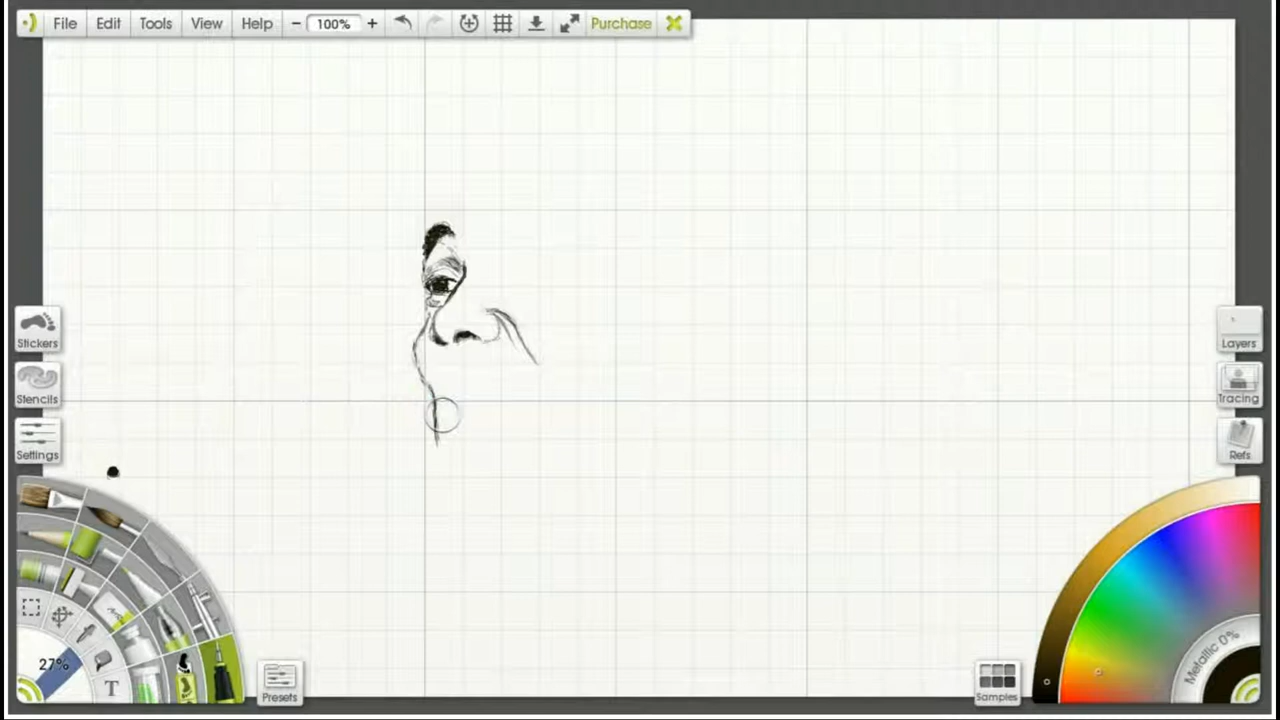 File Edit Tools View Help − 100% + Purchase
Stickers
Layers
Stencils
Tracing
Settings
Refs
27%
Metallic 0%
T
Presets
Samples